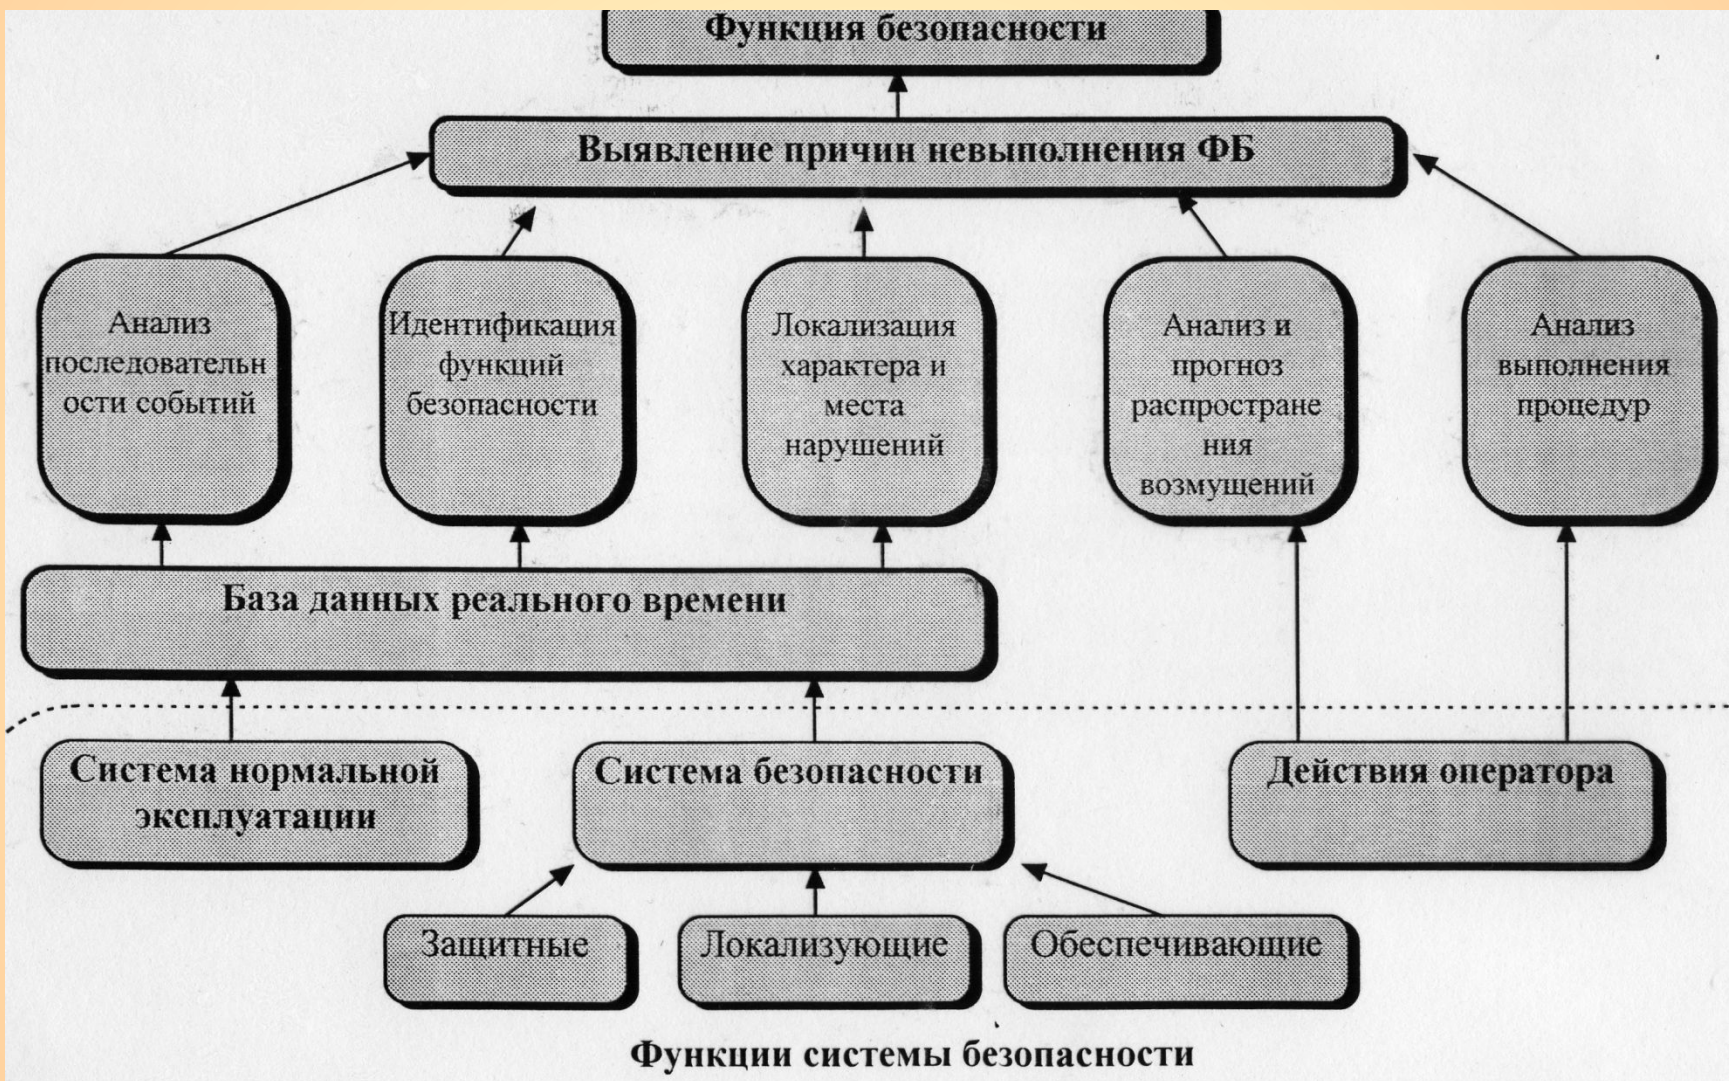 Функция безопасности
Выявление причин невыполнения ФБ
Анализ
последовательн
ости событий
Идентификация
функций
безопасности
Локализация
характера и
места
нарушений
Анализ и
прогноз
распростране
ния
возмущений
Анализ
выполнения
процедур
База данных реального времени
Система нормальной
эксплуатации
Система безопасности
Действия оператора
Защитные
Локализующие
Обеспечивающие
Функции системы безопасности